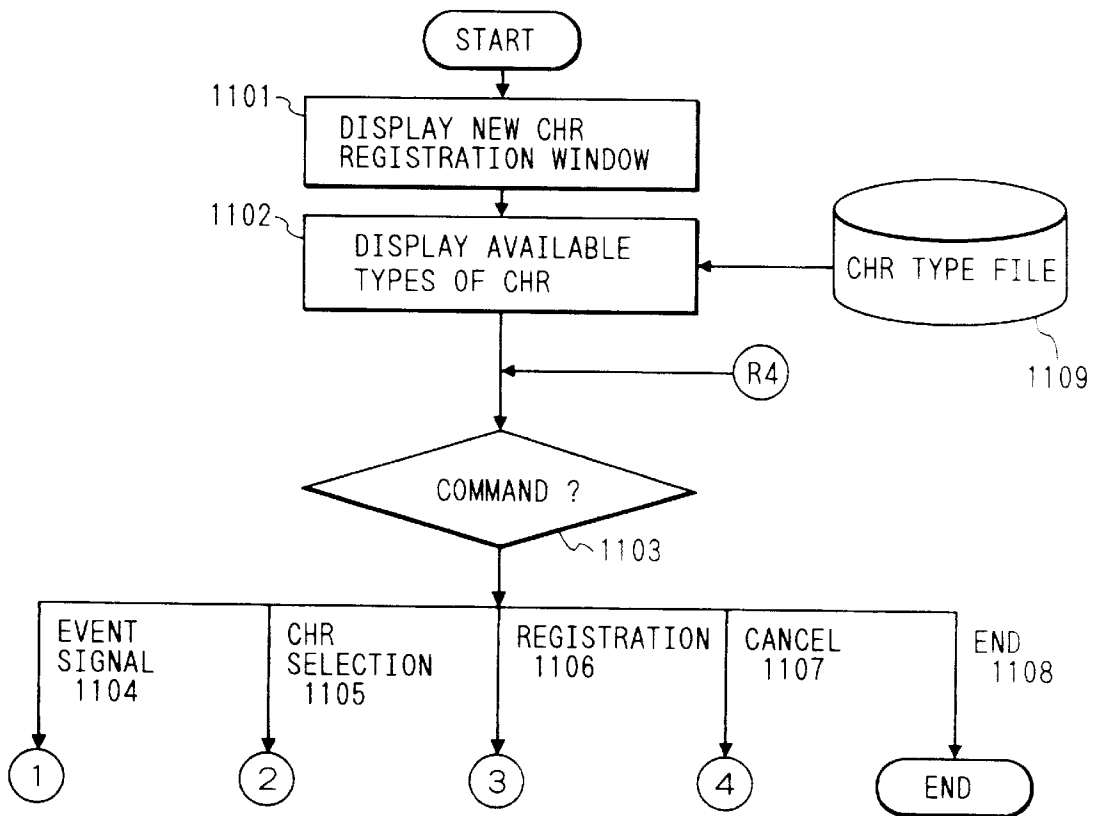 START
1101
DISPLAY NEW CHR
REGISTRATION WINDOW
1102
DISPLAY AVAILABLE
TYPES OF CHR
CHR TYPE FILE
1109
R4
COMMAND ?
1103
EVENT
SIGNAL
1104
CHR
SELECTION
1105
REGISTRATION
1106
CANCEL
1107
END
1108
1
2
3
4
END